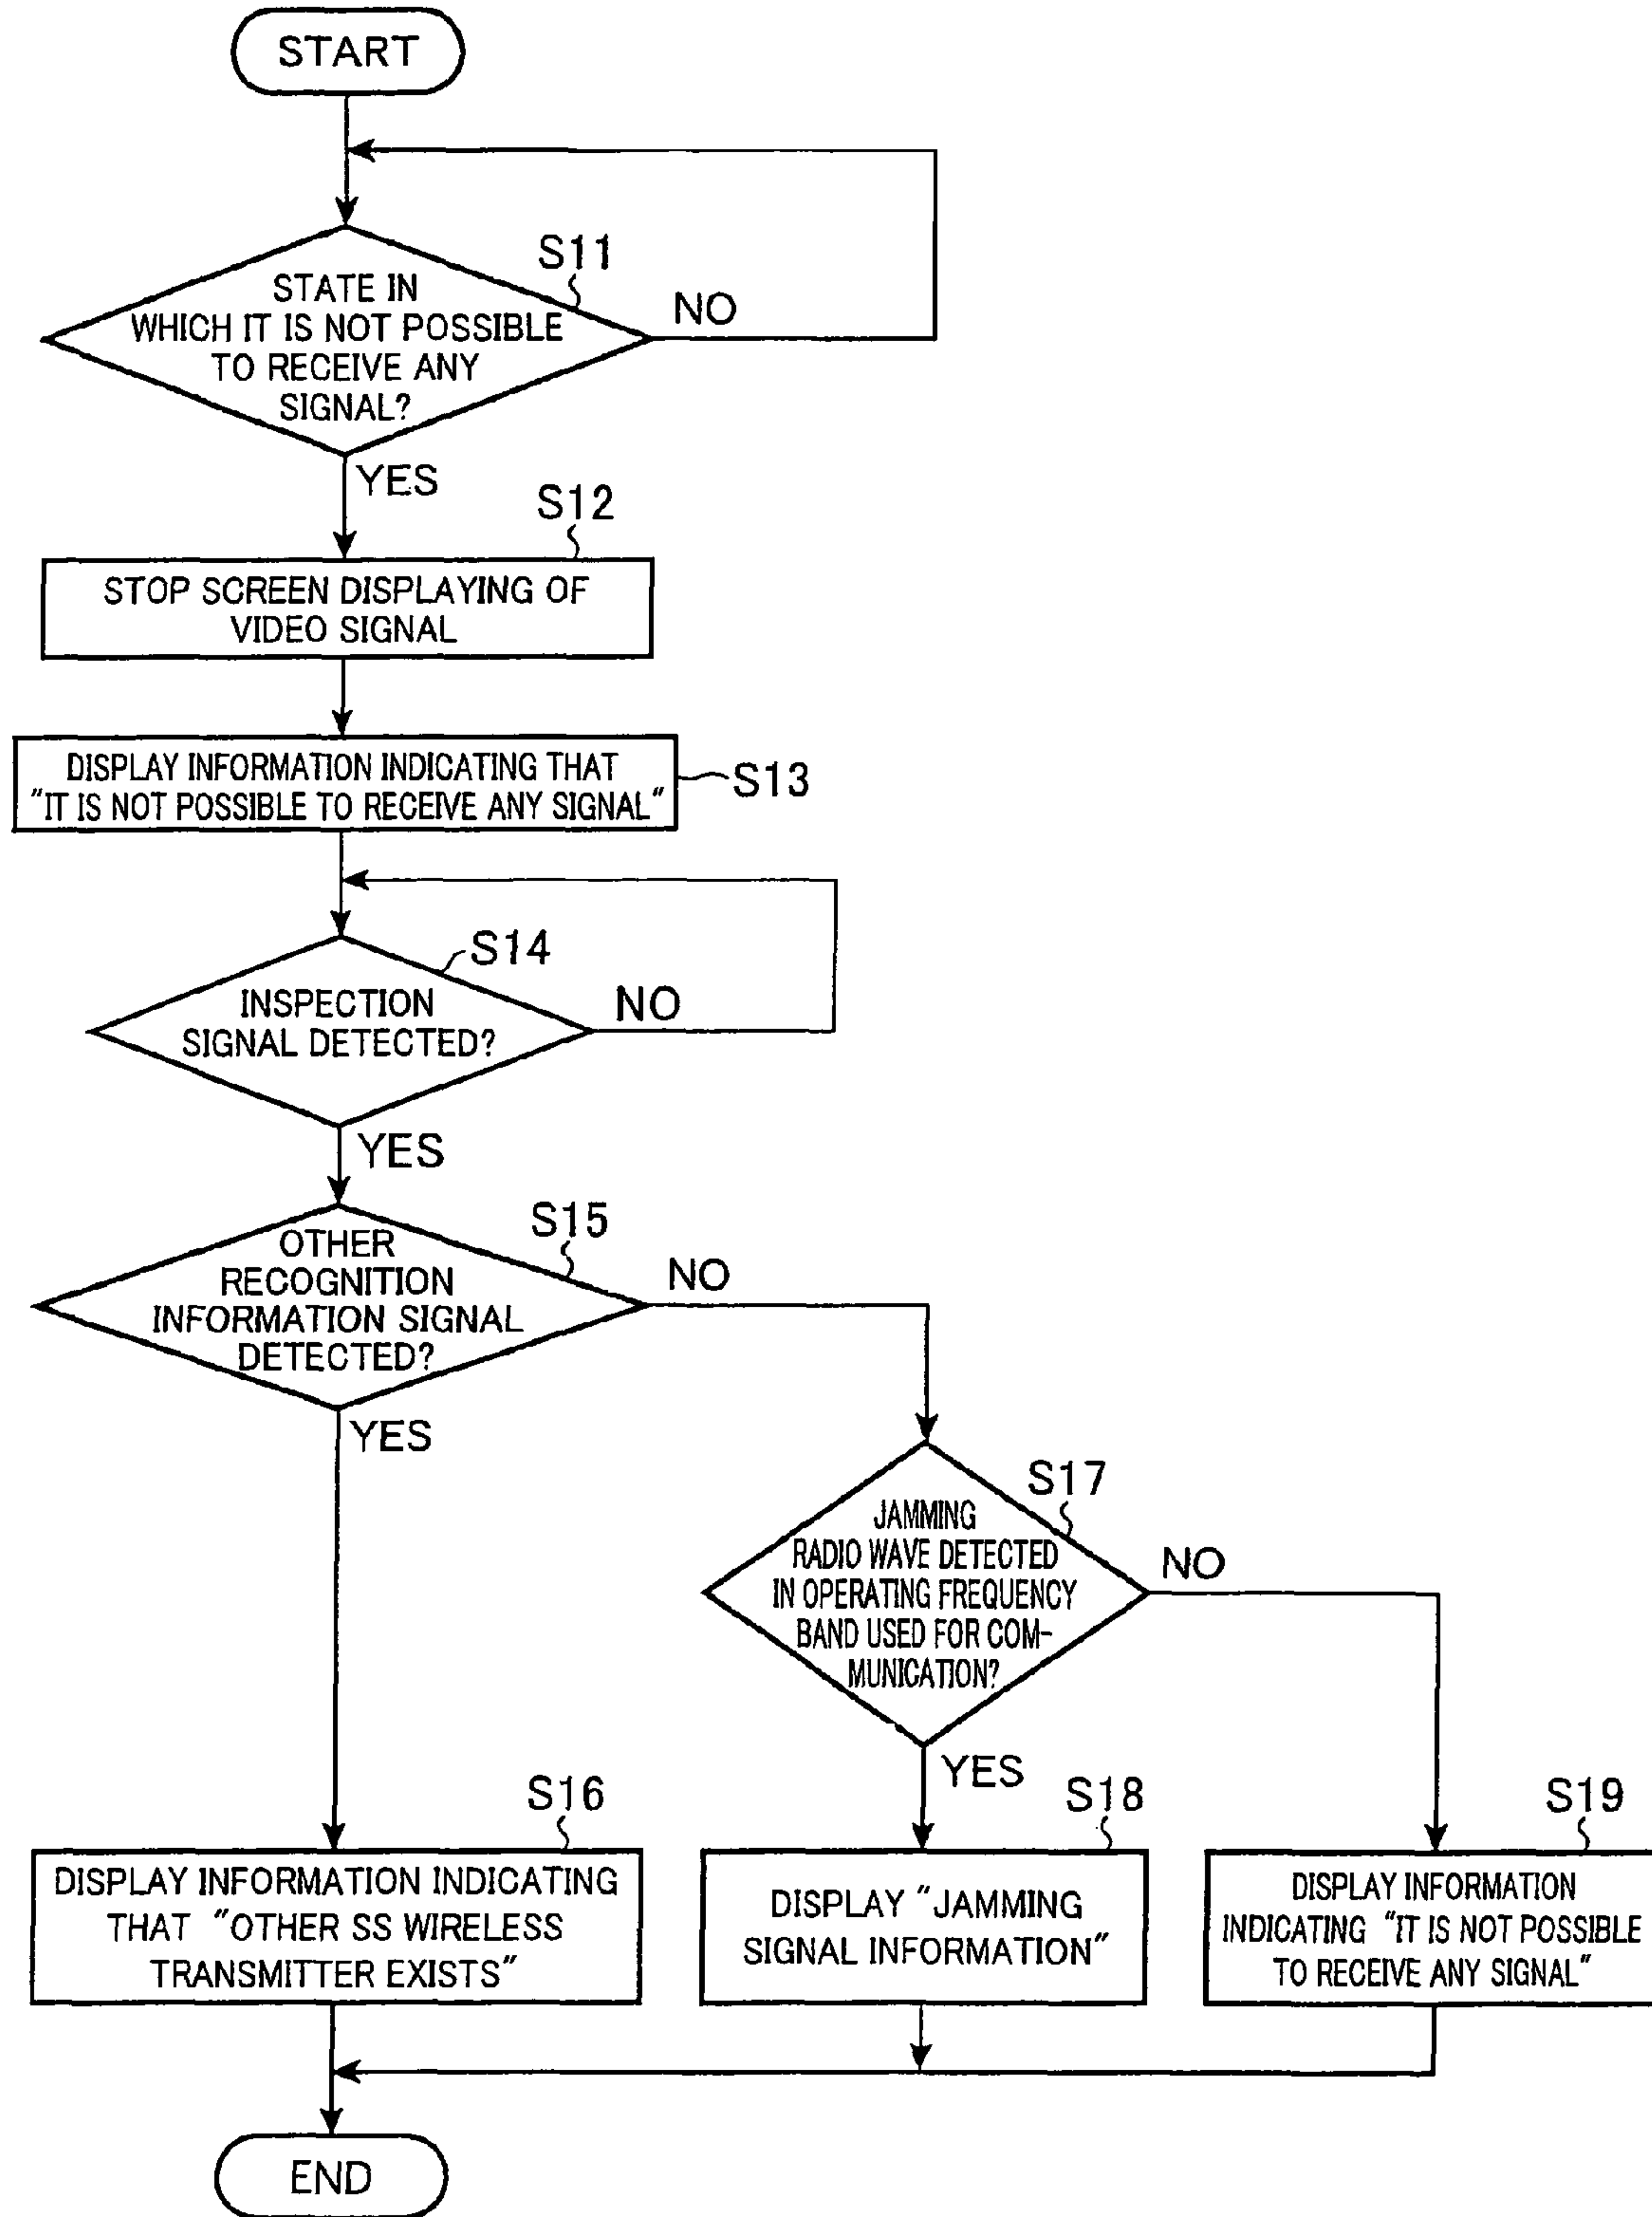 START
S11
STATE IN
WHICH IT IS NOT POSSIBLE
TO RECEIVE ANY
SIGNAL?
NO
YES
S12
STOP SCREEN DISPLAYING OF
VIDEO SIGNAL
DISPLAY INFORMATION INDICATING THAT
"IT IS NOT POSSIBLE TO RECEIVE ANY SIGNAL"
S13
S14
INSPECTION
SIGNAL DETECTED?
NO
YES
S15
OTHER
RECOGNITION
INFORMATION SIGNAL
DETECTED?
NO
YES
S17
JAMMING
RADIO WAVE DETECTED
IN OPERATING FREQUENCY
BAND USED FOR COM-
MUNICATION?
NO
YES
S16
DISPLAY INFORMATION INDICATING
THAT "OTHER SS WIRELESS
TRANSMITTER EXISTS"
S18
DISPLAY "JAMMING
SIGNAL INFORMATION"
S19
DISPLAY INFORMATION
INDICATING "IT IS NOT POSSIBLE
TO RECEIVE ANY SIGNAL"
END